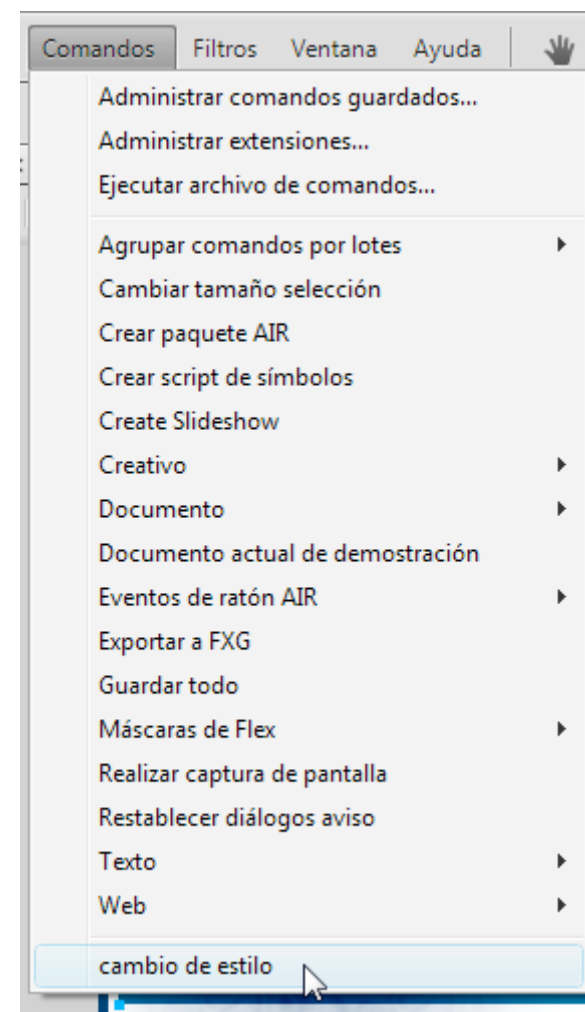 Comandos Filtros Ventana Ayuda
Administrar comandos guardados...
Administrar extensiones...
Ejecutar archivo de comandos...
Agrupar comandos por lotes
Cambiar tamaño selección
Crear paquete AIR
Crear script de símbolos
Create Slideshow
Creativo
Documento
Documento actual de demostración
Eventos de ratón AIR
Exportar a FXG
Guardar todo
Máscaras de Flex
Realizar captura de pantalla
Restablecer diálogos aviso
Texto
Web
cambio de estilo